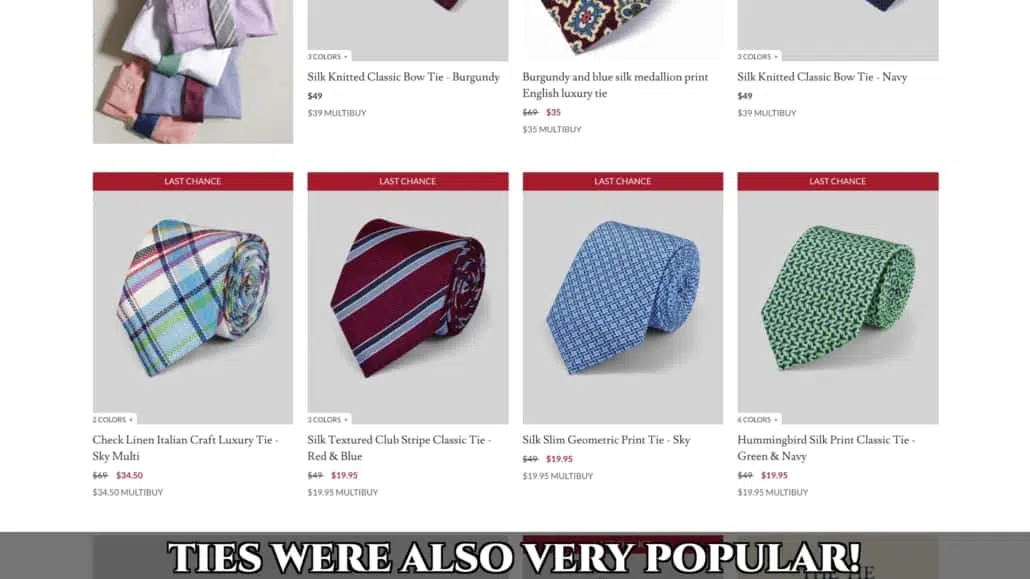 3 COLORS +
3 COLORS +
Silk Knitted Classic Bow Tie - Burgundy
$49
$39 MULTIBUY
Burgundy and blue silk medallion print
English luxury tie
$69 $35
$35 MULTIBUY
Silk Knitted Classic Bow Tie - Navy
$49
$39 MULTIBUY
LAST CHANCE
LAST CHANCE
LAST CHANCE
LAST CHANCE
2 COLORS +
Check Linen Italian Craft Luxury Tie -
Sky Multi
$69 $34.50
$34.50 MULTIBUY
3 COLORS +
Silk Textured Club Stripe Classic Tie -
Red & Blue
$49 $19.95
$19.95 MULTIBUY
Silk Slim Geometric Print Tie - Sky
$49 $19.95
$19.95 MULTIBUY
6 COLORS +
Hummingbird Silk Print Classic Tie -
Green & Navy
$49 $19.95
$19.95 MULTIBUY
TIES WERE ALSO VERY POPULAR!